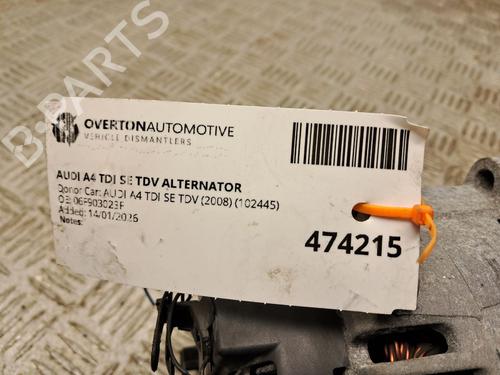 B-PARTS
OVERTONAUTOMOTIVE
VEHICLE DISMANTLERS
AUDI A4 TDI SE TDV ALTERNATOR
Donor Car: AUDI A4 TDI SE TDV (2008) (102445)
OE: 06F903023F
Added: 14/01/2026
Notes:
474215